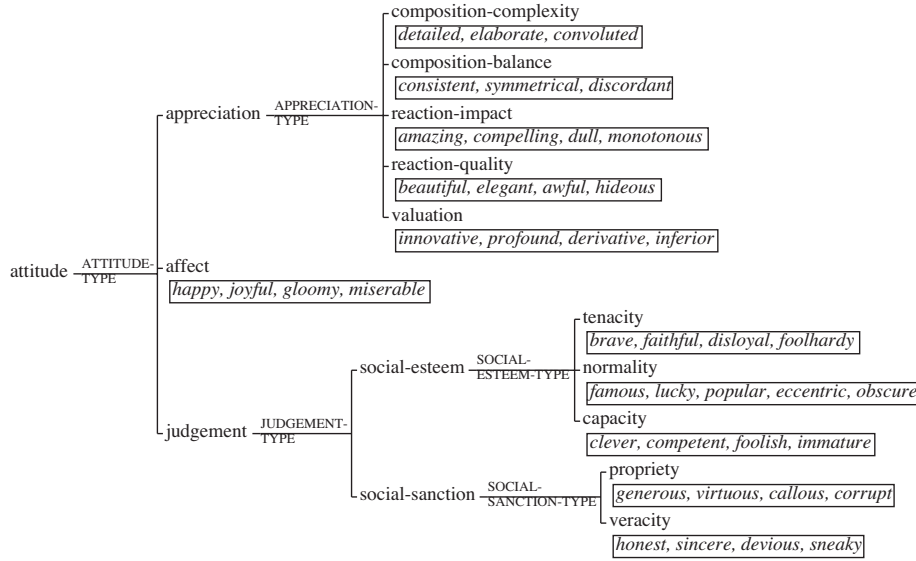 composition-complexity
detailed, elaborate, convoluted
composition-balance
consistent, symmetrical, discordant
appreciation APPRECIATION-
TYPE
reaction-impact
amazing, compelling, dull, monotonous
reaction-quality
beautiful, elegant, awful, hideous
valuation
innovative, profound, derivative, inferior
attitude ATTITUDE-
TYPE
affect
happy, joyful, gloomy, miserable
tenacity
brave, faithful, disloyal, foolhardy
social-esteem SOCIAL-
ESTEEM-TYPE
normality
famous, lucky, popular, eccentric, obscure
capacity
clever, competent, foolish, immature
judgement JUDGEMENT-
TYPE
propriety
generous, virtuous, callous, corrupt
social-sanction SOCIAL-
SANCTION-TYPE
veracity
honest, sincere, devious, sneaky